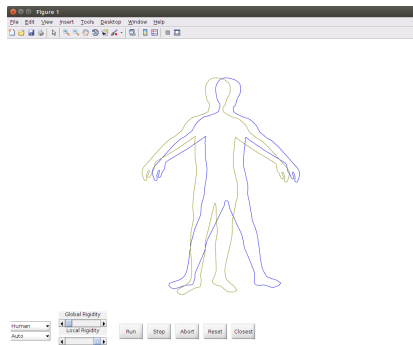 Figure 1
File Edit View Insert Tools Desktop Window Help
Global Rigidity
Human
Local Rigidity
Auto
Run Step Abort Reset Closest